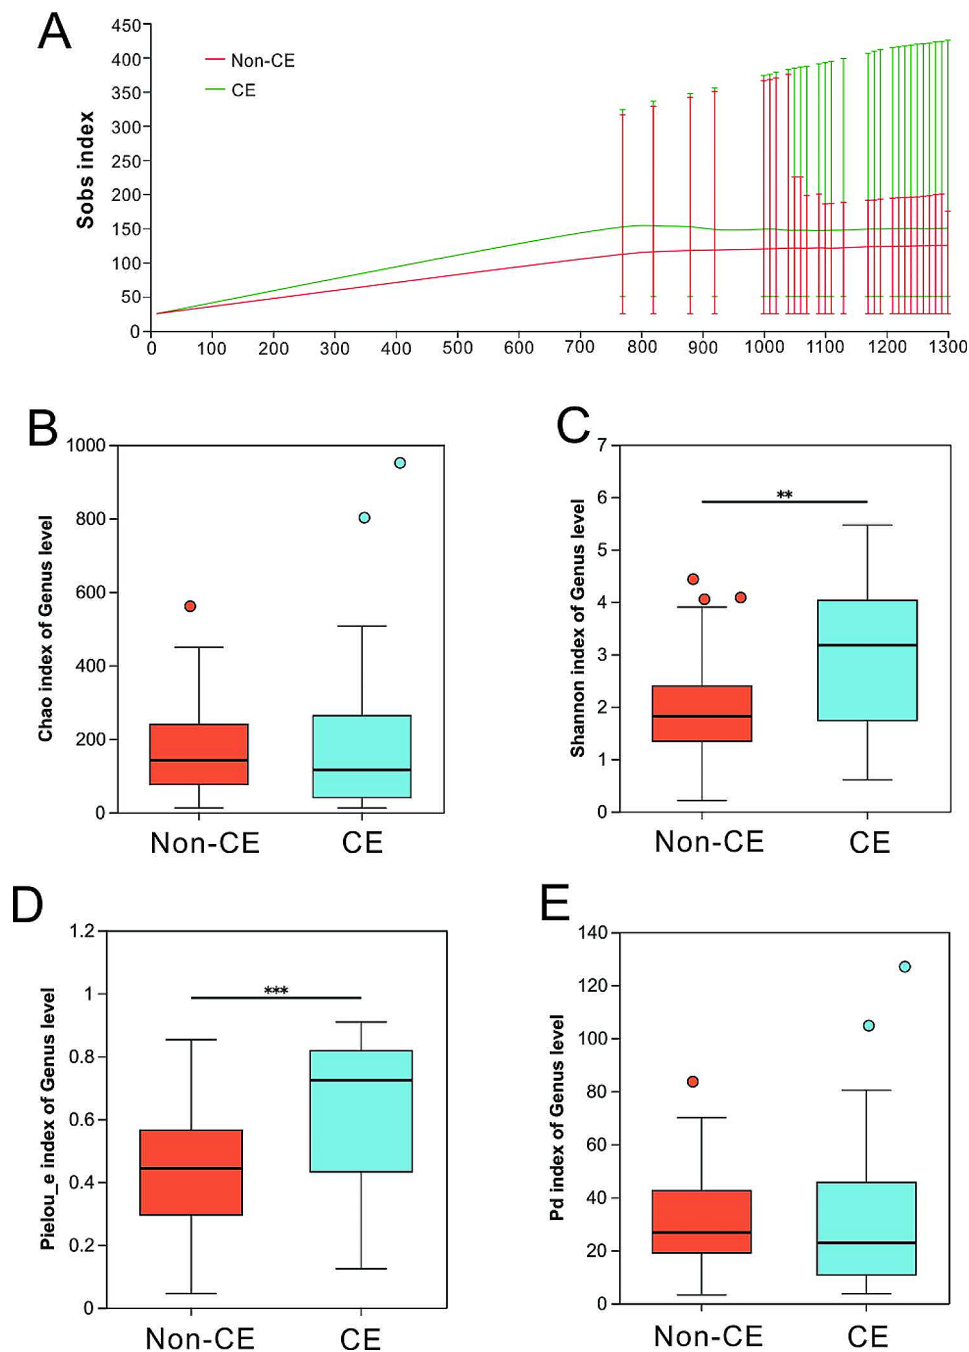 A
Sobs index
450
400
350
300
250
200
150
100
50
0
Non-CE
CE
0 100 200 300 400 500 600 700 800 900 1000 1100 1200 1300
B
Chao index of Genus level
1000
800
600
400
200
0
Non-CE CE
C
Shannon index of Genus level
7
6
5
4
3
2
1
0
**
Non-CE CE
D
Pielou_e index of Genus level
1.2
1
0.8
0.6
0.4
0.2
0
***
Non-CE CE
E
Pd index of Genus level
140
120
100
80
60
40
20
0
Non-CE CE